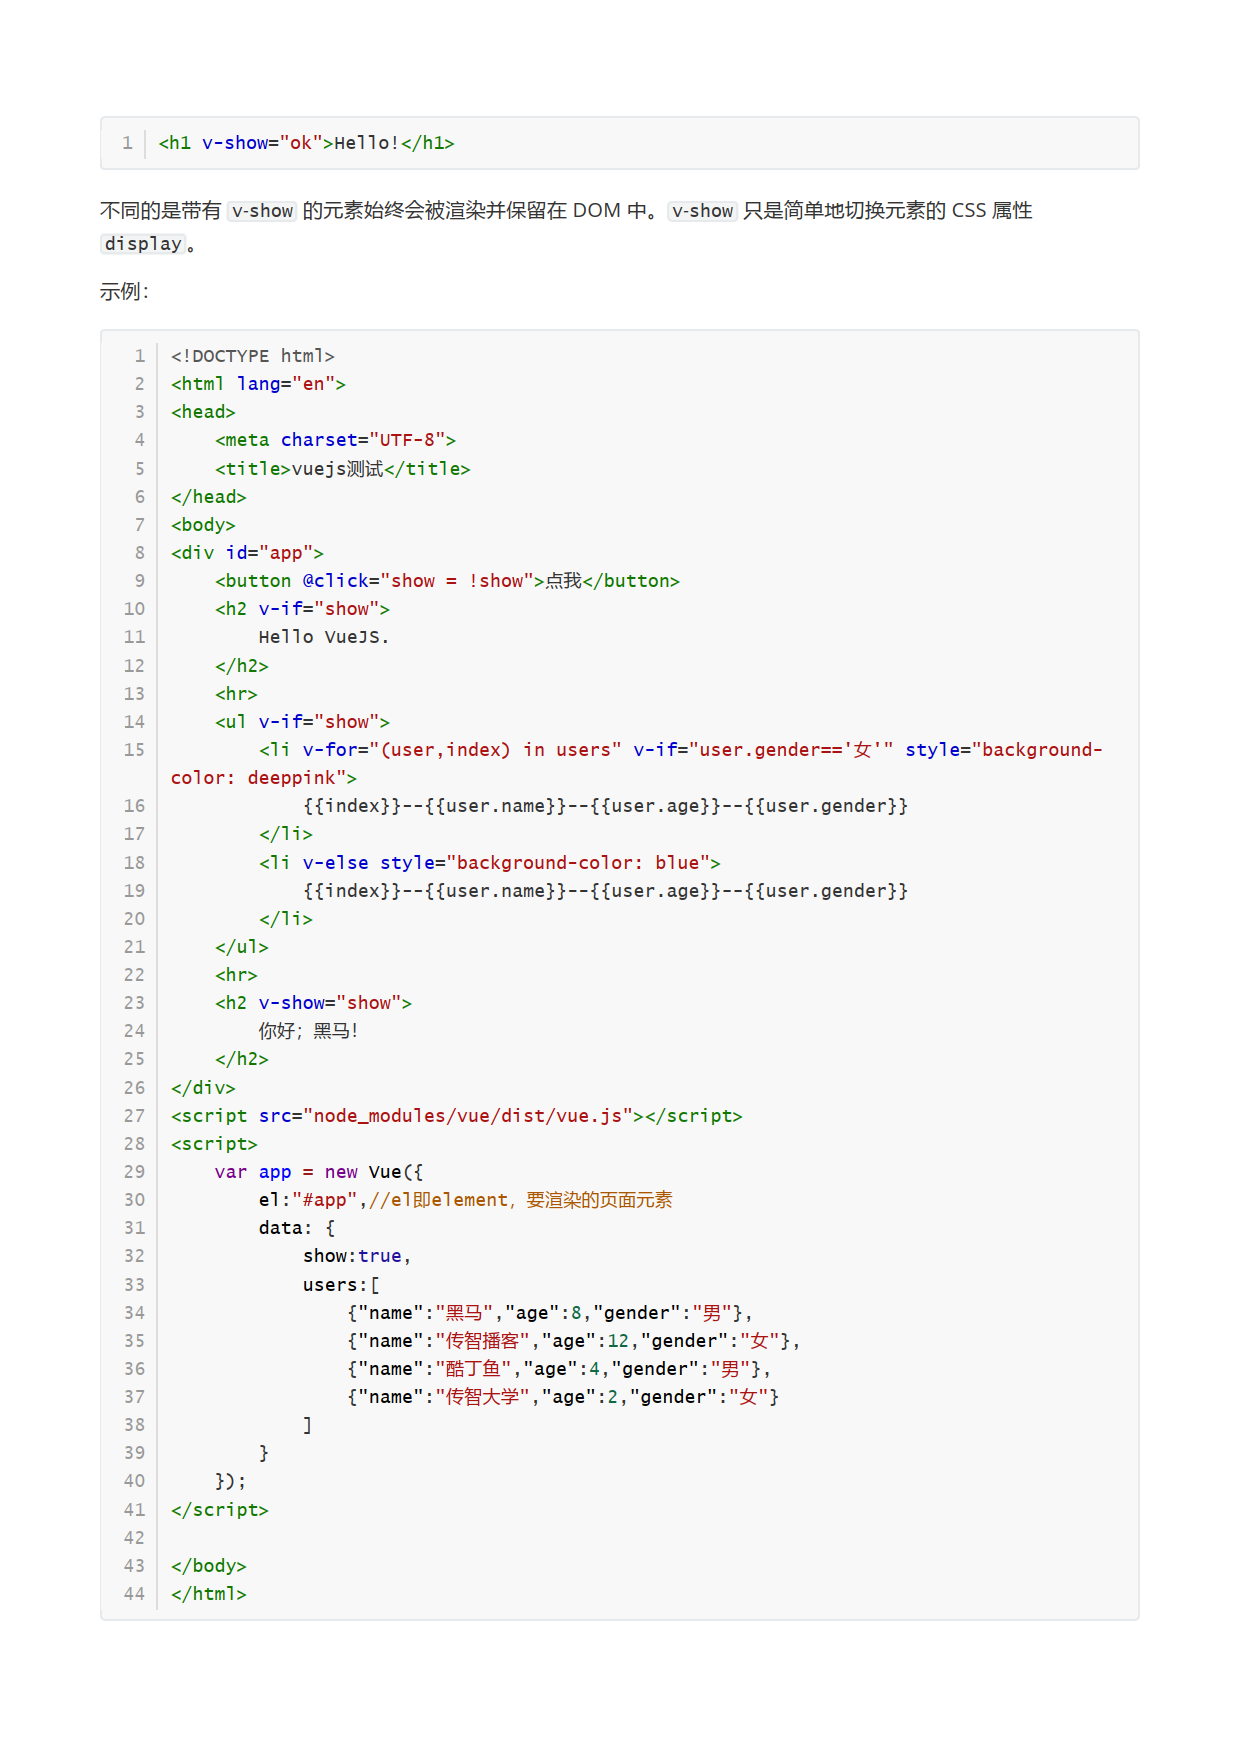 1 <h1 v-show="ok">Hello!</h1>
不同的是带有 v-show 的元素始终会被渲染并保留在 DOM 中。v-show 只是简单地切换元素的 CSS 属性
display。
示例：
1 <!DOCTYPE html>
2 <html lang="en">
3 <head>
4     <meta charset="UTF-8">
5     <title>vuejs测试</title>
6 </head>
7 <body>
8 <div id="app">
9     <button @click="show = !show">点我</button>
10     <h2 v-if="show">
11         Hello VueJS.
12     </h2>
13     <hr>
14     <ul v-if="show">
15         <li v-for="(user,index) in users" v-if="user.gender=='女'" style="background-
color: deeppink">
16             {{index}}--{{user.name}}--{{user.age}}--{{user.gender}}
17         </li>
18         <li v-else style="background-color: blue">
19             {{index}}--{{user.name}}--{{user.age}}--{{user.gender}}
20         </li>
21     </ul>
22     <hr>
23     <h2 v-show="show">
24         你好；黑马！
25     </h2>
26 </div>
27 <script src="node_modules/vue/dist/vue.js"></script>
28 <script>
29     var app = new Vue({
30         el:"#app",//el即element，要渲染的页面元素
31         data: {
32             show:true,
33             users:[
34                 {"name":"黑马","age":8,"gender":"男"},
35                 {"name":"传智播客","age":12,"gender":"女"},
36                 {"name":"酷丁鱼","age":4,"gender":"男"},
37                 {"name":"传智大学","age":2,"gender":"女"}
38             ]
39         }
40     });
41 </script>
42
43 </body>
44 </html>